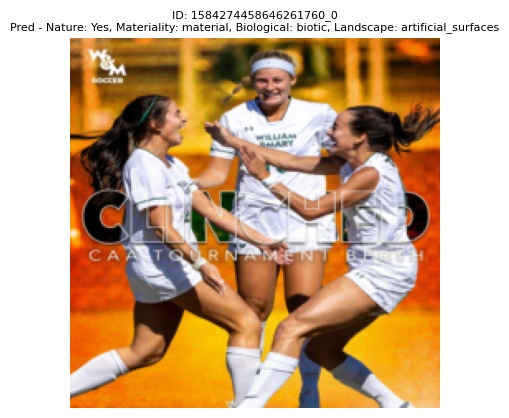 ID: 1584274458646261760_0
Pred - Nature: Yes, Materiality: material, Biological: biotic, Landscape: artificial_surfaces
W&M
SOCCER
WILLIAM
&MARY
CLINCHED
CAA TOURNAMENT BERTH